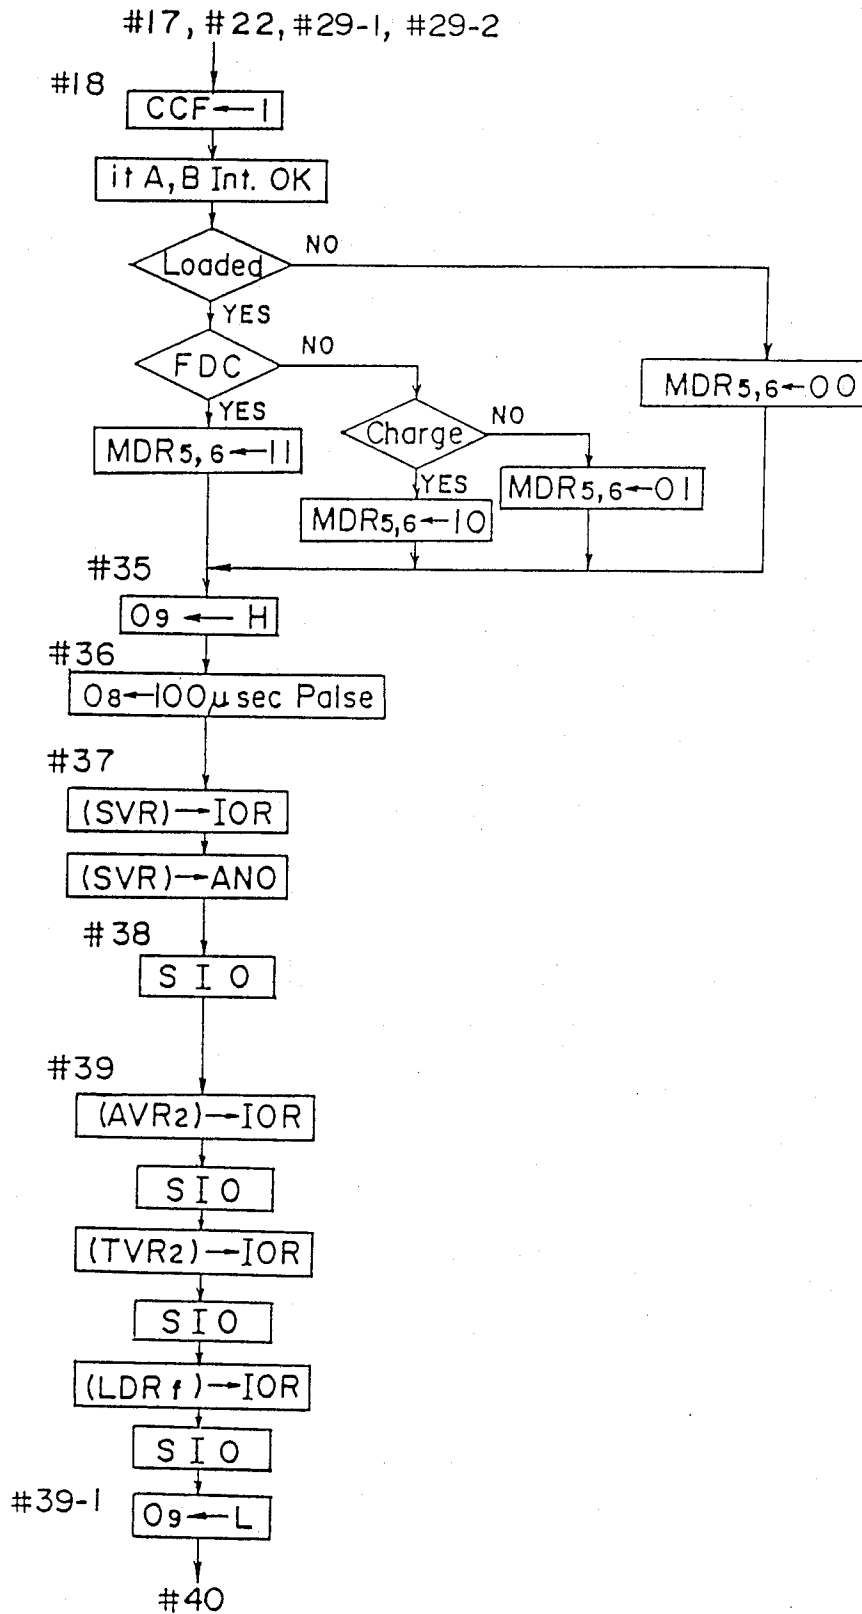 #17, #22, #29-1, #29-2
#18
CCF←1
it A, B Int. OK
Loaded
NO
YES
FDC
NO
YES
MDR5,6←00
Charge
NO
YES
MDR5,6←11
MDR5,6←01
MDR5,6←10
#35
O9 ← H
#36
O8←100μsec Palse
#37
(SVR)→IOR
(SVR)→ANO
#38
SIO
#39
(AVR2)→IOR
SIO
(TVR2)→IOR
SIO
(LDRf)→IOR
SIO
#39-1
O9←L
#40